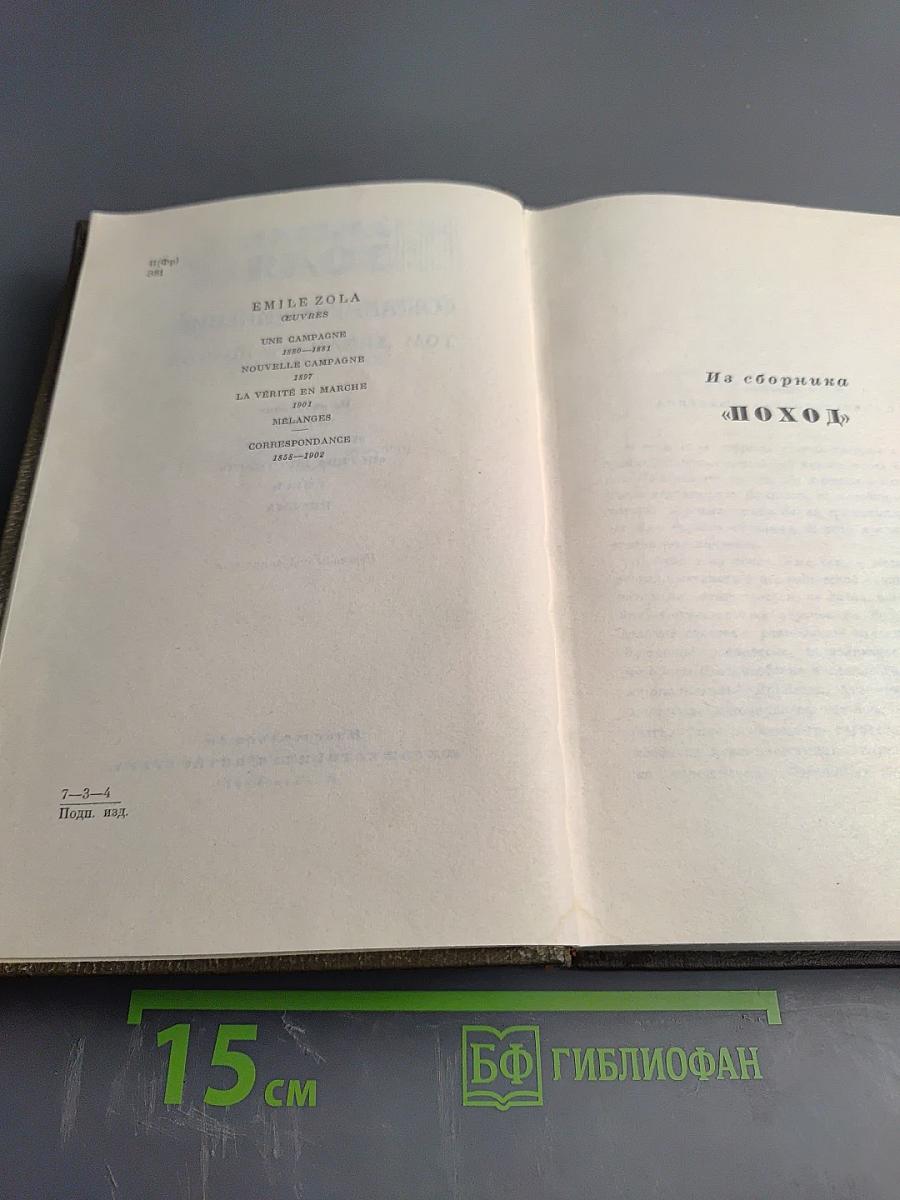 И(Фр)
З81
EMILE ZOLA
ŒUVRES
UNE CAMPAGNE
1880—1881
NOUVELLE CAMPAGNE
1897
LA VÉRITÉ EN MARCHE
1901
MÉLANGES
CORRESPONDANCE
1858—1902
7—3—4
Подп. изд.
Из сборника
«ПОХОД»
15 см
БФ ГИБЛИОФАН